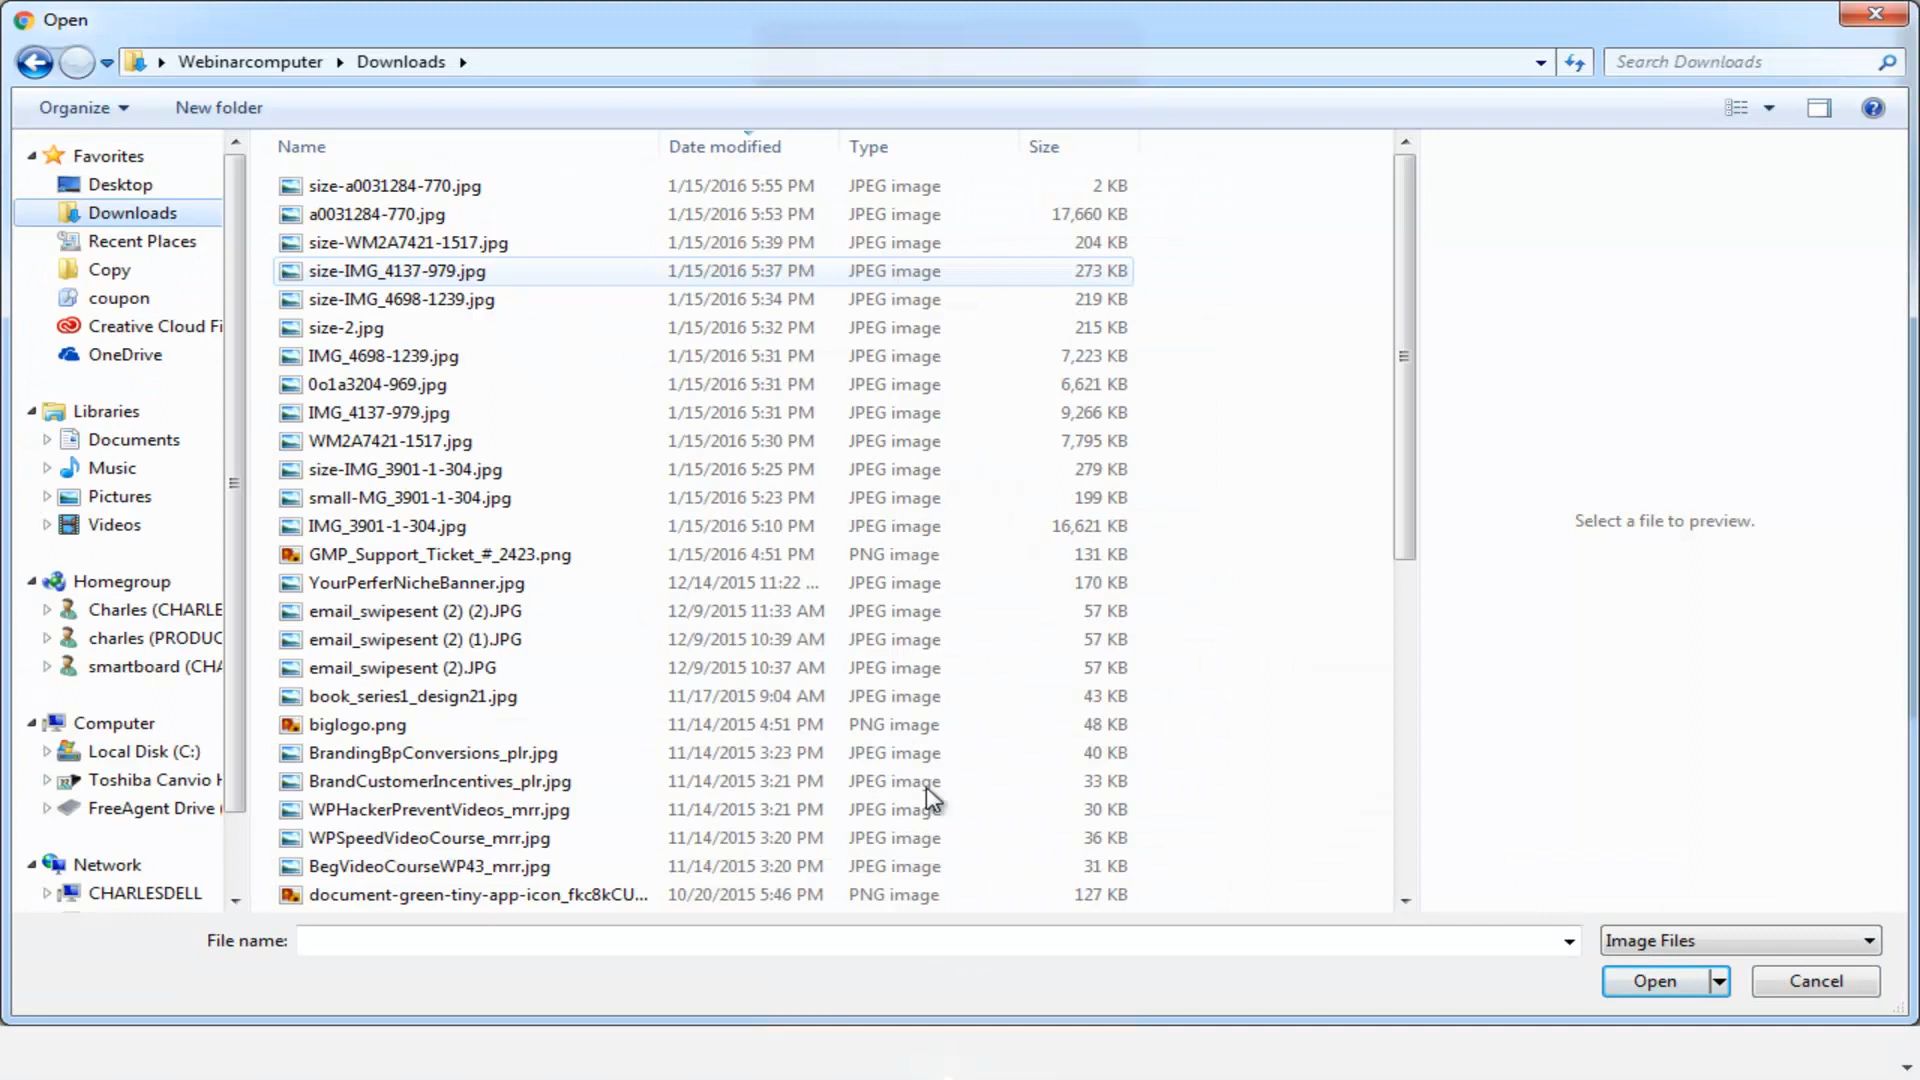 Open
Webinarcomputer Downloads
Search Downloads
Organize New folder
Name Date modified Type Size
Favorites
Desktop
Downloads
Recent Places
Copy
coupon
Creative Cloud Fi
OneDrive
Libraries
Documents
Music
Pictures
Videos
Homegroup
Charles (CHARLE
charles (PRODUC
smartboard (CHA
Computer
Local Disk (C:)
Toshiba Canvio H
FreeAgent Drive (
Network
CHARLESDELL
size-a0031284-770.jpg 1/15/2016 5:55 PM JPEG image 2 KB
a0031284-770.jpg 1/15/2016 5:53 PM JPEG image 17,660 KB
size-WM2A7421-1517.jpg 1/15/2016 5:39 PM JPEG image 204 KB
size-IMG_4137-979.jpg 1/15/2016 5:37 PM JPEG image 273 KB
size-IMG_4698-1239.jpg 1/15/2016 5:34 PM JPEG image 219 KB
size-2.jpg 1/15/2016 5:32 PM JPEG image 215 KB
IMG_4698-1239.jpg 1/15/2016 5:31 PM JPEG image 7,223 KB
0o1a3204-969.jpg 1/15/2016 5:31 PM JPEG image 6,621 KB
IMG_4137-979.jpg 1/15/2016 5:31 PM JPEG image 9,266 KB
WM2A7421-1517.jpg 1/15/2016 5:30 PM JPEG image 7,795 KB
size-IMG_3901-1-304.jpg 1/15/2016 5:25 PM JPEG image 279 KB
small-MG_3901-1-304.jpg 1/15/2016 5:23 PM JPEG image 199 KB
IMG_3901-1-304.jpg 1/15/2016 5:10 PM JPEG image 16,621 KB
GMP_Support_Ticket_#_2423.png 1/15/2016 4:51 PM PNG image 131 KB
YourPerferNicheBanner.jpg 12/14/2015 11:22 ... JPEG image 170 KB
email_swipesent (2) (2).JPG 12/9/2015 11:33 AM JPEG image 57 KB
email_swipesent (2) (1).JPG 12/9/2015 10:39 AM JPEG image 57 KB
email_swipesent (2).JPG 12/9/2015 10:37 AM JPEG image 57 KB
book_series1_design21.jpg 11/17/2015 9:04 AM JPEG image 43 KB
biglogo.png 11/14/2015 4:51 PM PNG image 48 KB
BrandingBpConversions_plr.jpg 11/14/2015 3:23 PM JPEG image 40 KB
BrandCustomerIncentives_plr.jpg 11/14/2015 3:21 PM JPEG image 33 KB
WPHackerPreventVideos_mrr.jpg 11/14/2015 3:21 PM JPEG image 30 KB
WPSpeedVideoCourse_mrr.jpg 11/14/2015 3:20 PM JPEG image 36 KB
BegVideoCourseWP43_mrr.jpg 11/14/2015 3:20 PM JPEG image 31 KB
document-green-tiny-app-icon_fkc8kCU... 10/20/2015 5:46 PM PNG image 127 KB
Select a file to preview.
File name:
Image Files
Open
Cancel